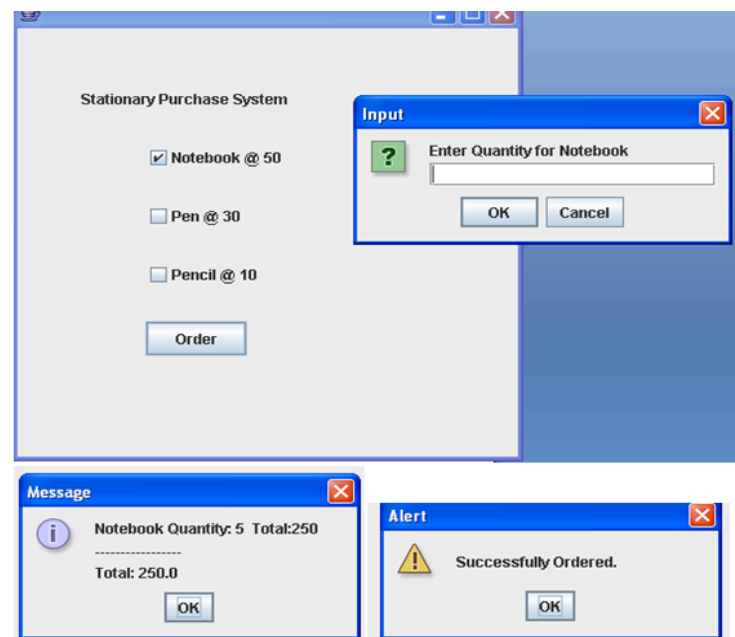 Stationary Purchase System
Input
Enter Quantity for Notebook
Notebook @ 50
OK Cancel
Pen @ 30
Pencil @ 10
Order
Message
Notebook Quantity: 5 Total:250
-----------------
Total: 250.0
OK
Alert
Successfully Ordered.
OK